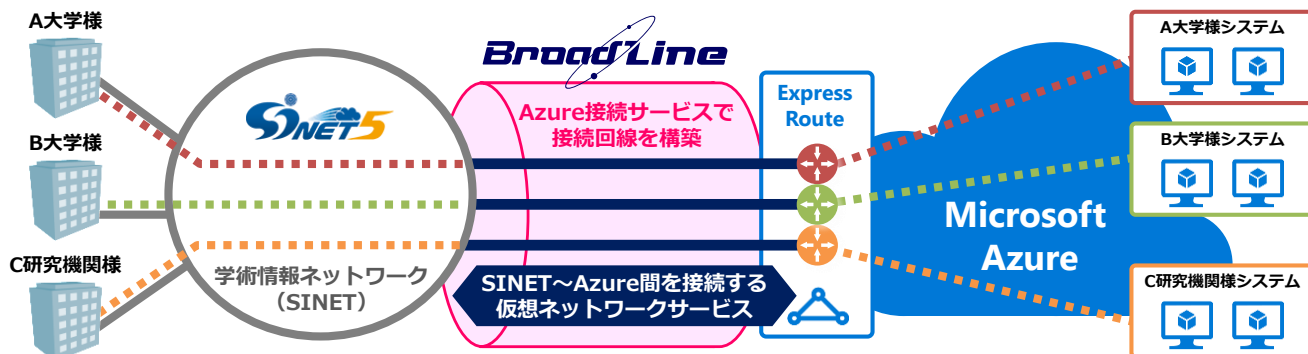 A大学様
B大学様
C研究機関様
SINET5
学術情報ネットワーク
（SINET）
BroadLine
Azure接続サービスで
接続回線を構築
SINET～Azure間を接続する
仮想ネットワークサービス
Express
Route
Microsoft
Azure
A大学様システム
B大学様システム
C研究機関様システム